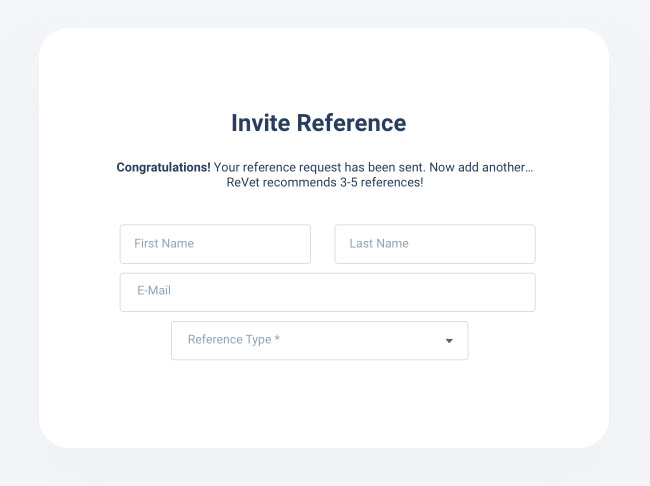 Invite Reference
Congratulations! Your reference request has been sent. Now add another...
ReVet recommends 3-5 references!
First Name
Last Name
E-Mail
Reference Type *